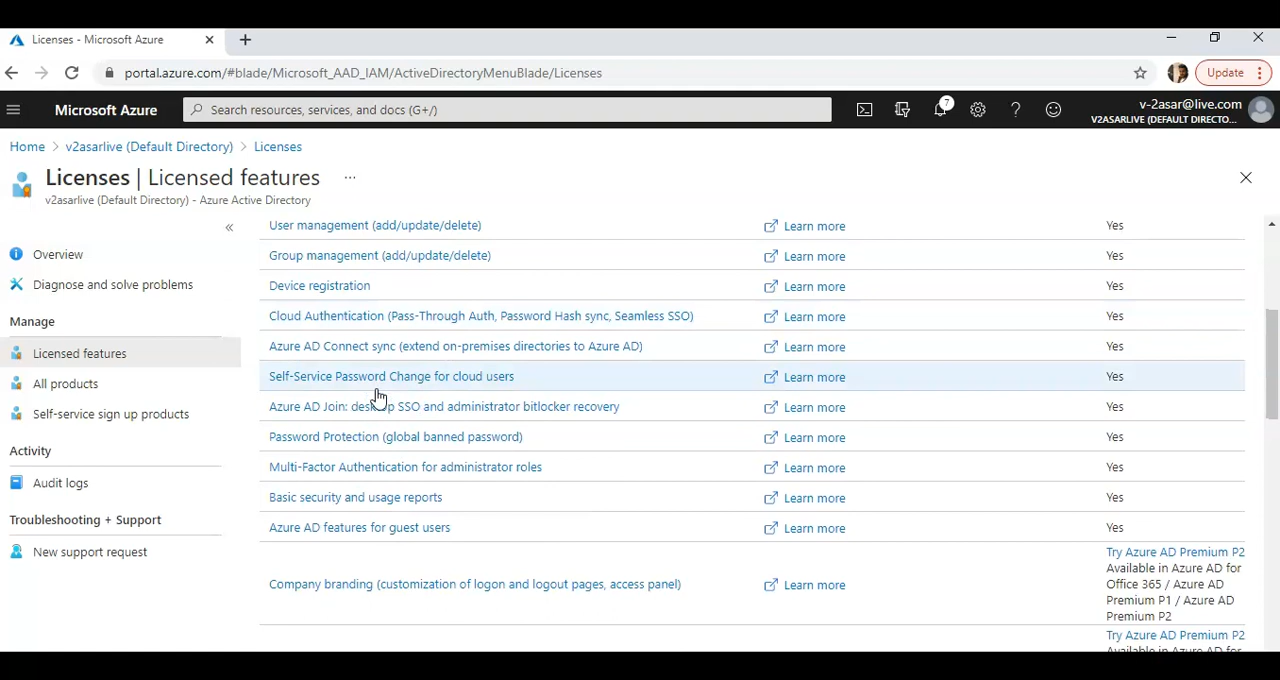 Licenses - Microsoft Azure
portal.azure.com/#blade/Microsoft_AAD_IAM/ActiveDirectoryMenuBlade/Licenses
Update
Microsoft Azure
Search resources, services, and docs (G+/)
7
v-2asar@live.com
V2ASARLIVE (DEFAULT DIRECTO...
Home > v2asarlive (Default Directory) > Licenses
Licenses | Licensed features ...
v2asarlive (Default Directory) - Azure Active Directory
«
Overview
Diagnose and solve problems
Manage
Licensed features
All products
Self-service sign up products
Activity
Audit logs
Troubleshooting + Support
New support request
User management (add/update/delete) Learn more Yes
Group management (add/update/delete) Learn more Yes
Device registration Learn more Yes
Cloud Authentication (Pass-Through Auth, Password Hash sync, Seamless SSO) Learn more Yes
Azure AD Connect sync (extend on-premises directories to Azure AD) Learn more Yes
Self-Service Password Change for cloud users Learn more Yes
Azure AD Join: desktop SSO and administrator bitlocker recovery Learn more Yes
Password Protection (global banned password) Learn more Yes
Multi-Factor Authentication for administrator roles Learn more Yes
Basic security and usage reports Learn more Yes
Azure AD features for guest users Learn more Yes
Company branding (customization of logon and logout pages, access panel) Learn more
Try Azure AD Premium P2
Available in Azure AD for
Office 365 / Azure AD
Premium P1 / Azure AD
Premium P2
Try Azure AD Premium P2
Available in Azure AD for